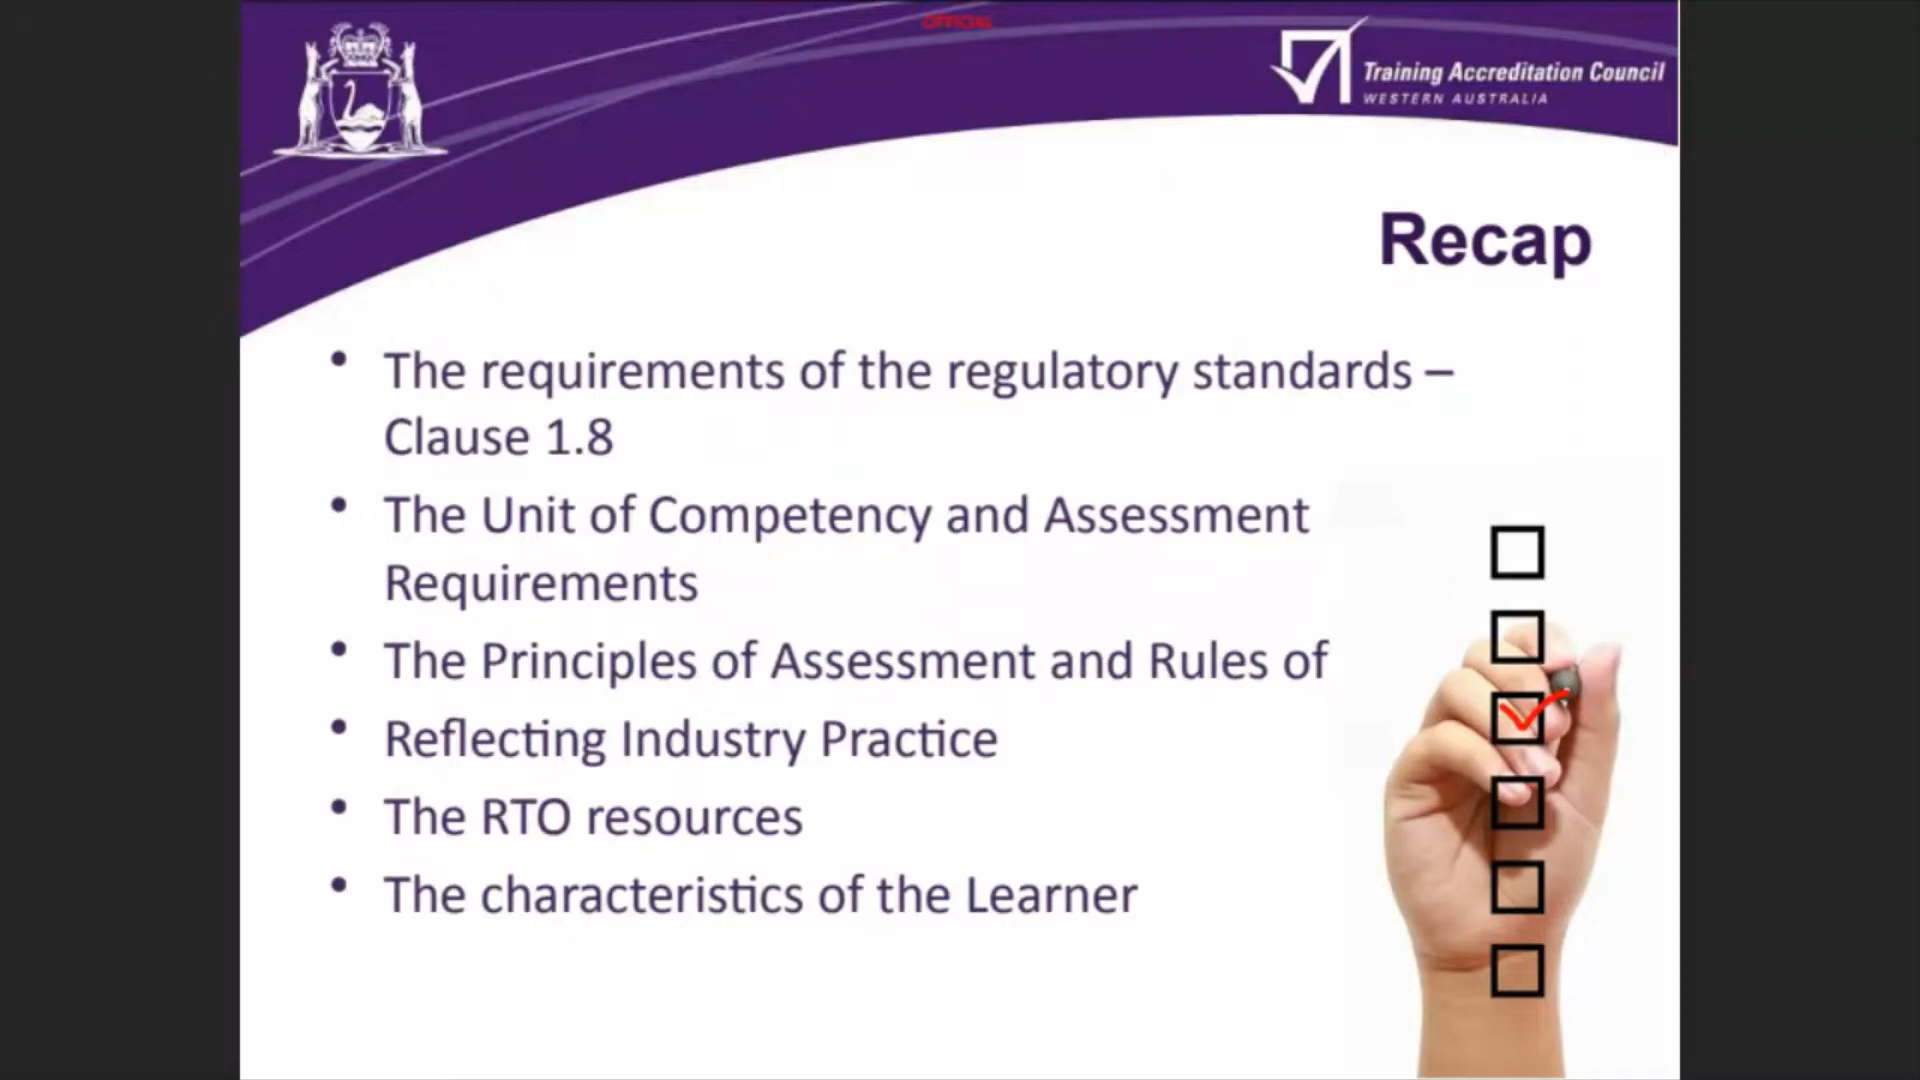 OFFICIAL
Training Accreditation Council
WESTERN AUSTRALIA
Recap
• The requirements of the regulatory standards –
Clause 1.8
• The Unit of Competency and Assessment
Requirements
• The Principles of Assessment and Rules of
• Reflecting Industry Practice
• The RTO resources
• The characteristics of the Learner